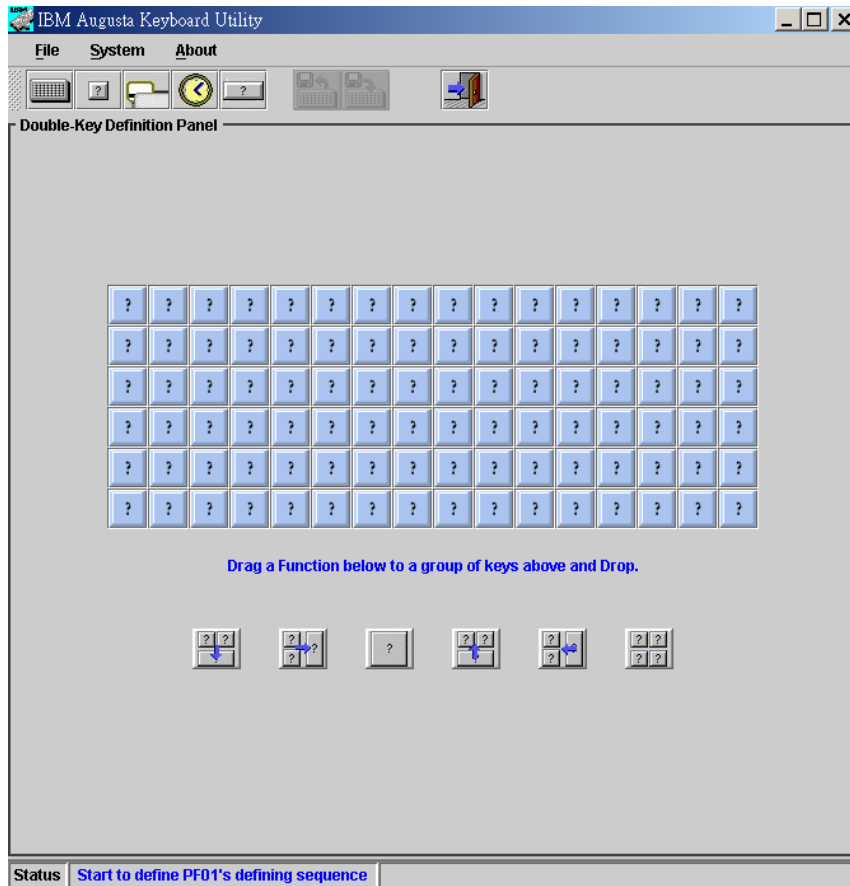 IBM Augusta Keyboard Utility
File System About
? ?
Double-Key Definition Panel
? ? ? ? ? ? ? ? ? ? ? ? ? ? ? ?
? ? ? ? ? ? ? ? ? ? ? ? ? ? ? ?
? ? ? ? ? ? ? ? ? ? ? ? ? ? ? ?
? ? ? ? ? ? ? ? ? ? ? ? ? ? ? ?
? ? ? ? ? ? ? ? ? ? ? ? ? ? ? ?
? ? ? ? ? ? ? ? ? ? ? ? ? ? ? ?
Drag a Function below to a group of keys above and Drop.
? ? ? ? ? ? ? ? ? ?
? ? ? ? ? ?
Status Start to define PF01's defining sequence